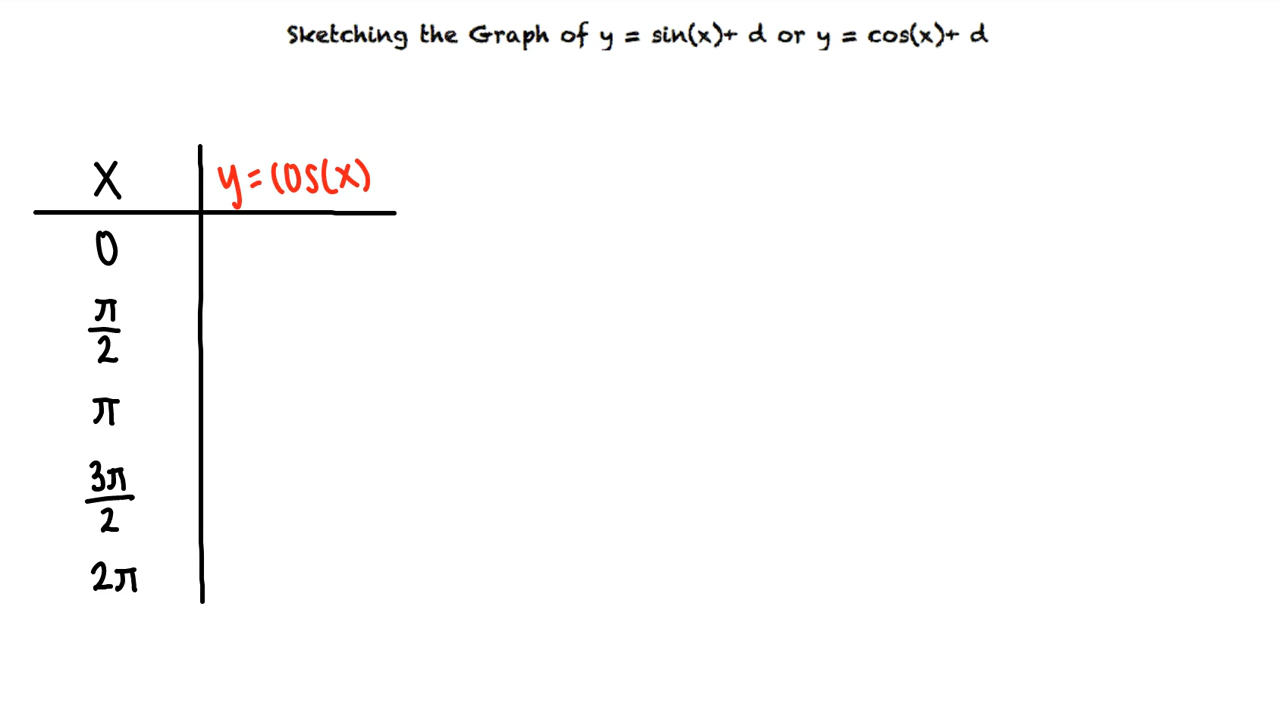 Sketching the Graph of y = sin(x)+ d or y = cos(x)+ d
x y=cos(x)
0
π/2
π
3π/2
2π